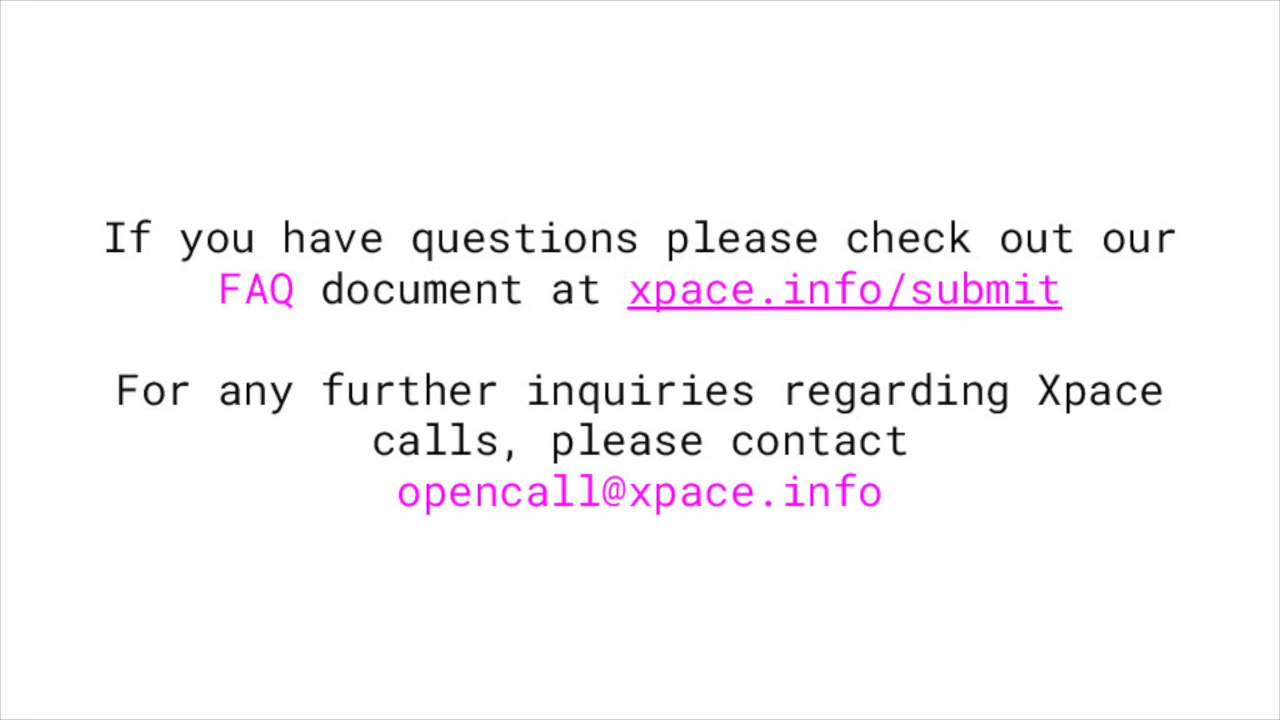 If you have questions please check out our
FAQ document at xpace.info/submit
For any further inquiries regarding Xpace
calls, please contact
opencall@xpace.info